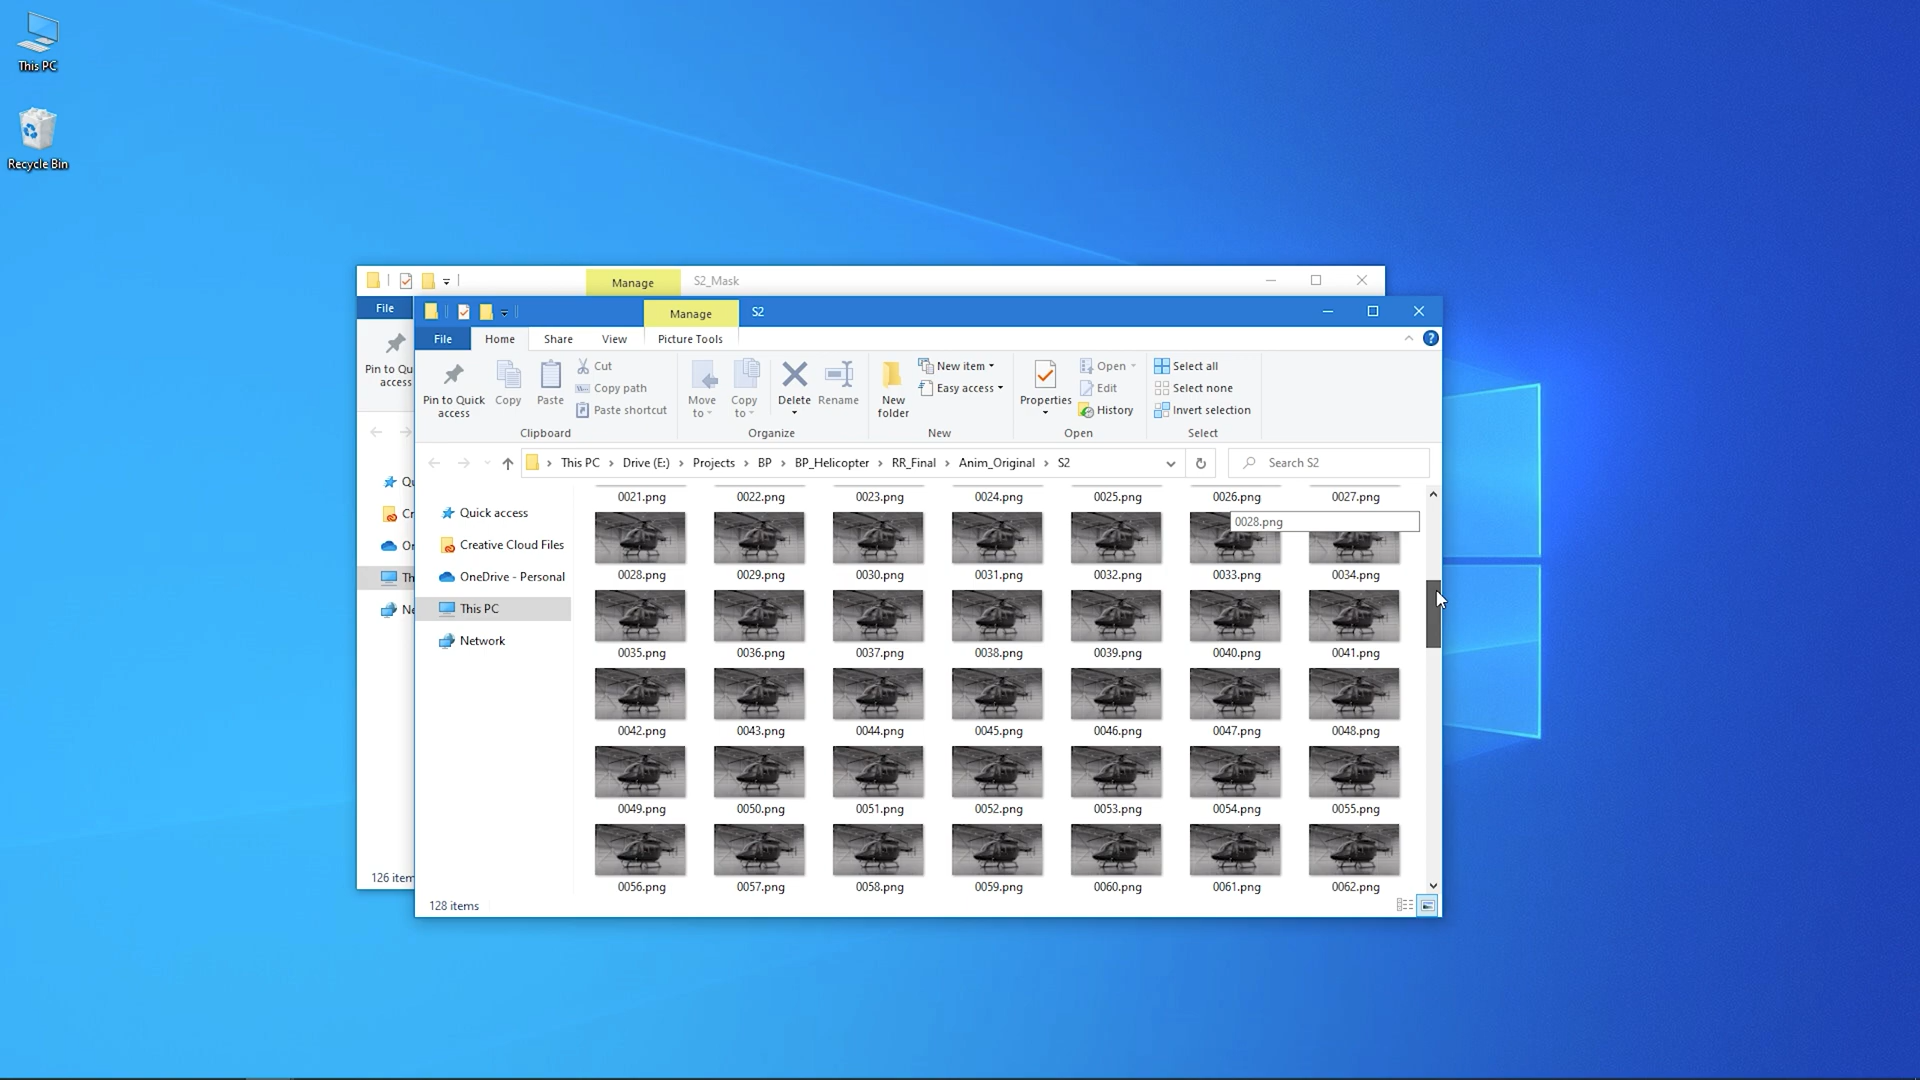 This PC
Recycle Bin
Manage
S2_Mask
File
Pin to Qu
access
Qu
Cr
On
Th
Ne
126 item
Manage
S2
File
Home
Share
View
Picture Tools
Pin to Quick
access
Copy
Paste
Cut
Copy path
Paste shortcut
Clipboard
Move
to
Copy
to
Delete
Rename
Organize
New
folder
New item
Easy access
New
Properties
Open
Edit
History
Open
Select all
Select none
Invert selection
Select
This PC
Drive (E:)
Projects
BP
BP_Helicopter
RR_Final
Anim_Original
S2
Search S2
Quick access
Creative Cloud Files
OneDrive - Personal
This PC
Network
0021.png 0022.png 0023.png 0024.png 0025.png 0026.png 0027.png
0028.png
0028.png 0029.png 0030.png 0031.png 0032.png 0033.png 0034.png
0035.png 0036.png 0037.png 0038.png 0039.png 0040.png 0041.png
0042.png 0043.png 0044.png 0045.png 0046.png 0047.png 0048.png
0049.png 0050.png 0051.png 0052.png 0053.png 0054.png 0055.png
0056.png 0057.png 0058.png 0059.png 0060.png 0061.png 0062.png
128 items